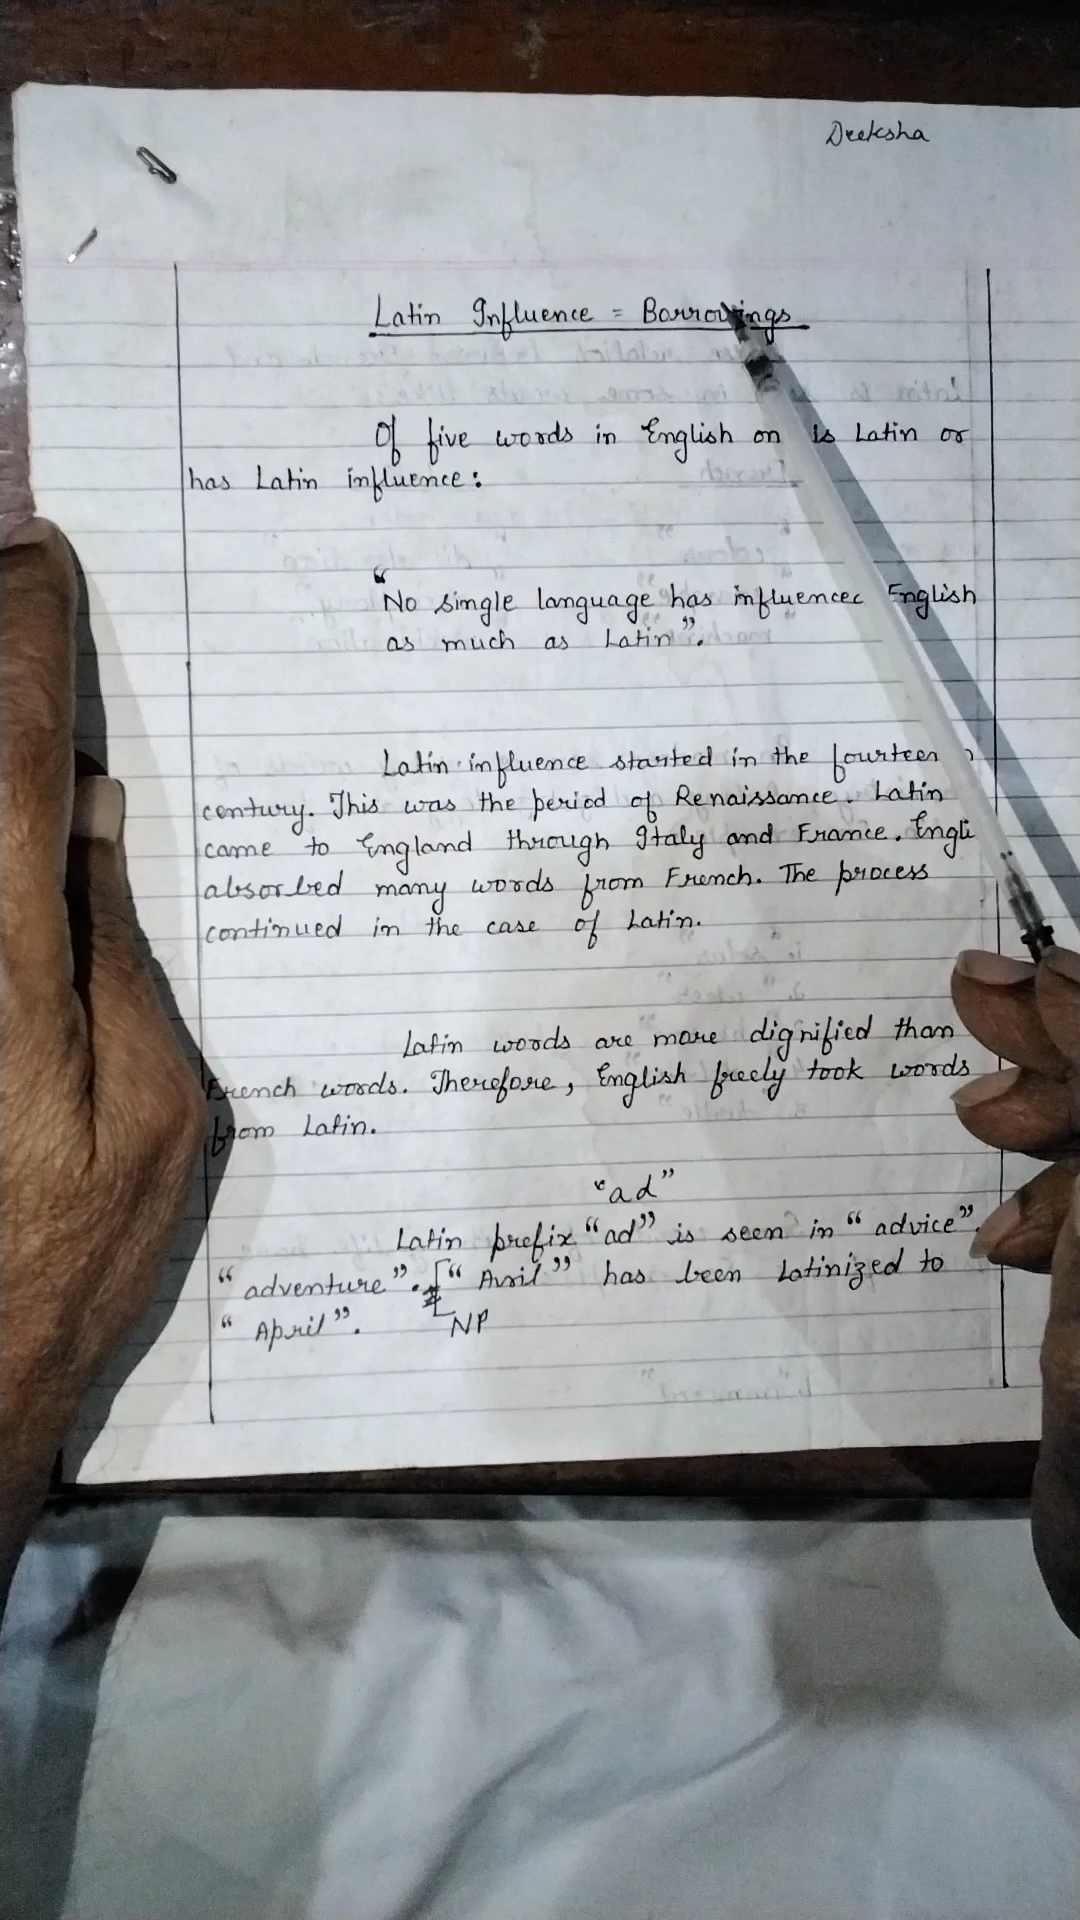 Deeksha
Latin Influence = Borrowings
Of five words in English on is Latin or
has Latin influence:
"No single language has influenced English
as much as Latin".
Latin influence started in the fourteen
century. This was the period of Renaissance. Latin
came to England through Italy and France. Engli
absorbed many words from French. The process
continued in the case of Latin.
Latin words are more dignified than
French words. Therefore, English freely took words
from Latin.
"ad"
Latin prefix "ad" is seen in "advice".
"adventure". ["Avril" has been Latinized to
"April". NP